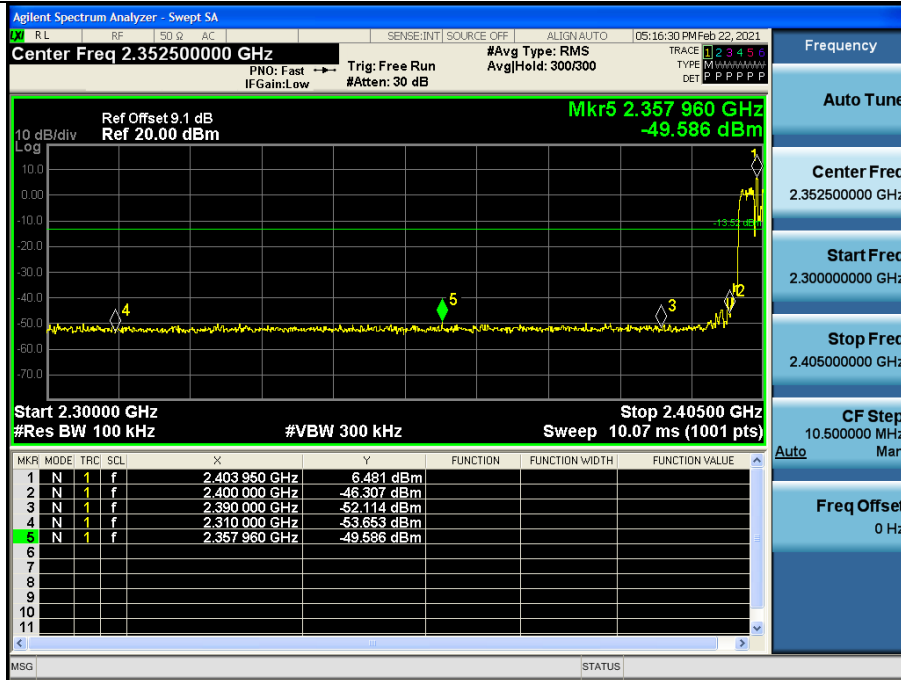 Agilent Spectrum Analyzer - Swept SA
LXI RL RF 50 Ω AC SENSE:INT SOURCE OFF ALIGN AUTO 05:16:30 PM Feb 22, 2021
Center Freq 2.352500000 GHz
PNO: Fast
IFGain:Low
Trig: Free Run
#Atten: 30 dB
#Avg Type: RMS
Avg|Hold: 300/300
TRACE 1 2 3 4 5 6
TYPE M W W W W W
DET P P P P P P
Mkr5 2.357 960 GHz
-49.586 dBm
Ref Offset 9.1 dB
10 dB/div Ref 20.00 dBm
Log
10.0
0.00
-10.0
-20.0
-30.0
-40.0
-50.0
-60.0
-70.0
1
-13.52 dBm
2
3
4
5
Start 2.30000 GHz Stop 2.40500 GHz
#Res BW 100 kHz #VBW 300 kHz Sweep 10.07 ms (1001 pts)
MKR MODE TRC SCL X Y FUNCTION FUNCTION WIDTH FUNCTION VALUE
1 N 1 f 2.403 950 GHz 6.481 dBm
2 N 1 f 2.400 000 GHz -46.307 dBm
3 N 1 f 2.390 000 GHz -52.114 dBm
4 N 1 f 2.310 000 GHz -53.653 dBm
5 N 1 f 2.357 960 GHz -49.586 dBm
6
7
8
9
10
11
MSG STATUS
Frequency
Auto Tune
Center Freq
2.352500000 GHz
Start Freq
2.300000000 GHz
Stop Freq
2.405000000 GHz
CF Step
10.500000 MHz
Auto Man
Freq Offset
0 Hz